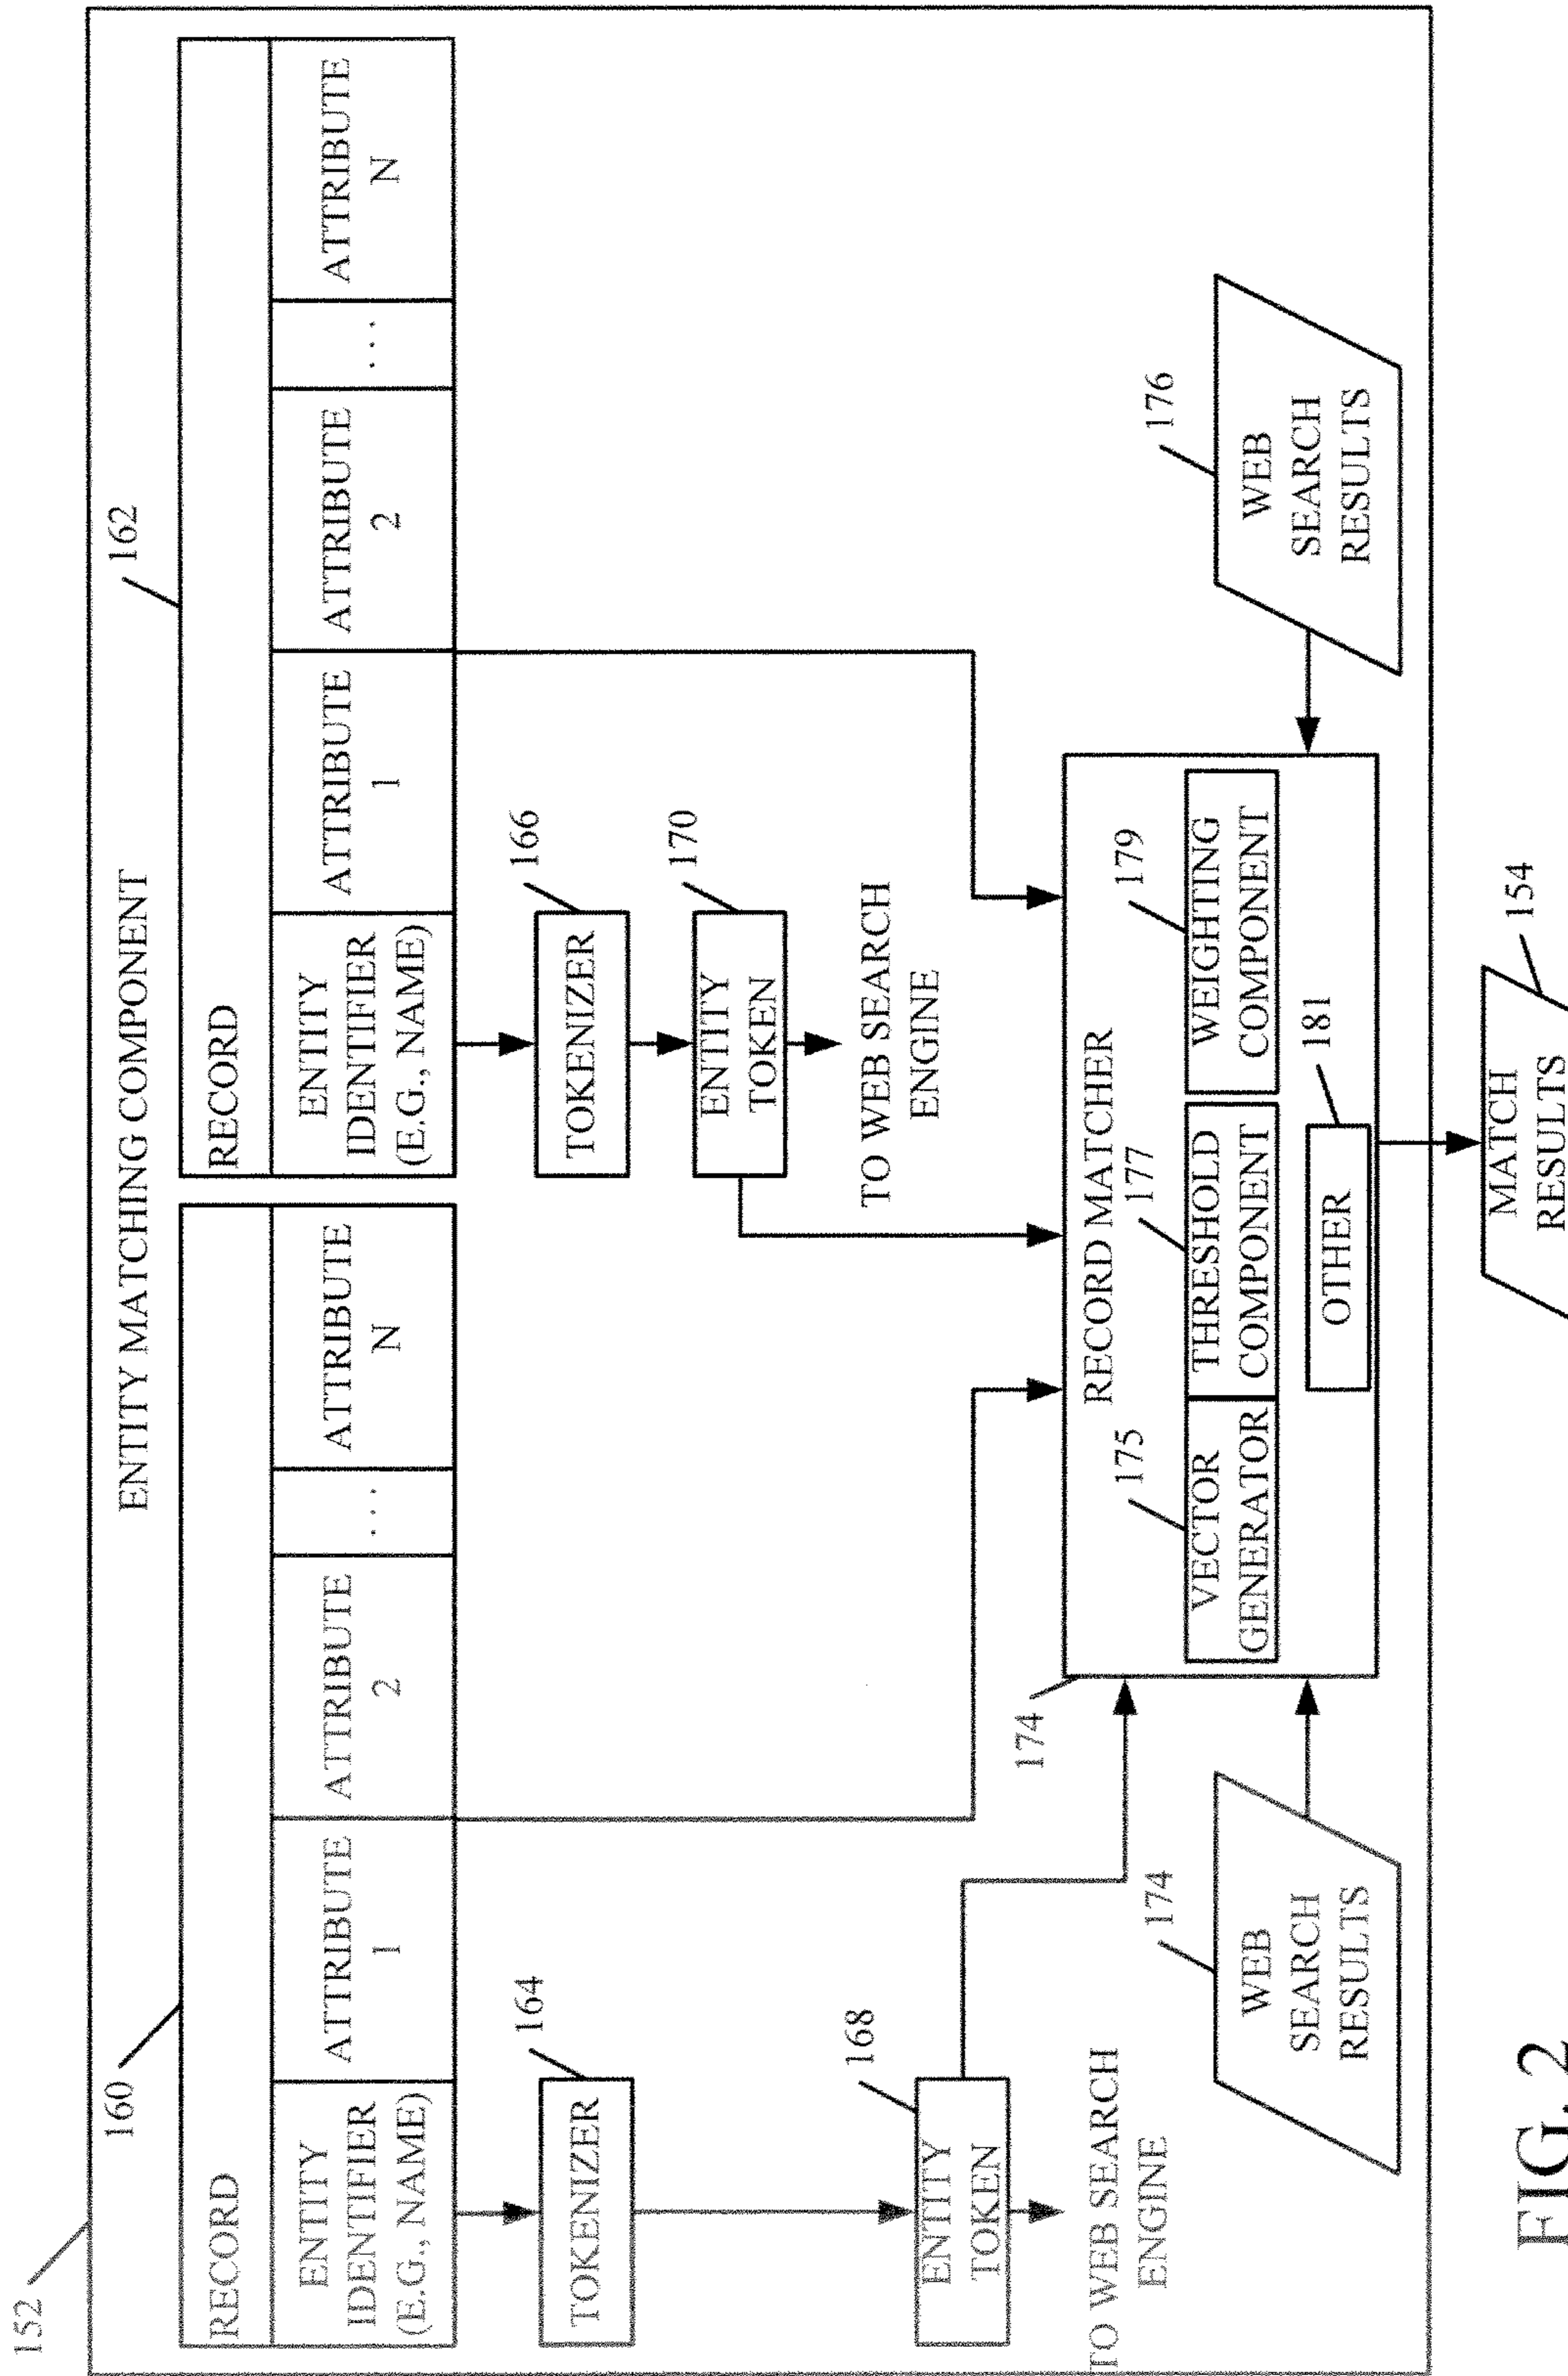 152
ENTITY MATCHING COMPONENT
160
162
RECORD
ENTITY
IDENTIFIER
(E.G., NAME)
ATTRIBUTE
1
ATTRIBUTE
2
. . .
ATTRIBUTE
N
RECORD
ENTITY
IDENTIFIER
(E.G., NAME)
ATTRIBUTE
1
ATTRIBUTE
2
. . .
ATTRIBUTE
N
164
TOKENIZER
166
TOKENIZER
168
ENTITY
TOKEN
170
ENTITY
TOKEN
TO WEB SEARCH
ENGINE
TO WEB SEARCH
ENGINE
174
RECORD MATCHER
175
VECTOR
GENERATOR
177
THRESHOLD
COMPONENT
179
WEIGHTING
COMPONENT
181
OTHER
174
WEB
SEARCH
RESULTS
176
WEB
SEARCH
RESULTS
154
MATCH
RESULTS
FIG. 2